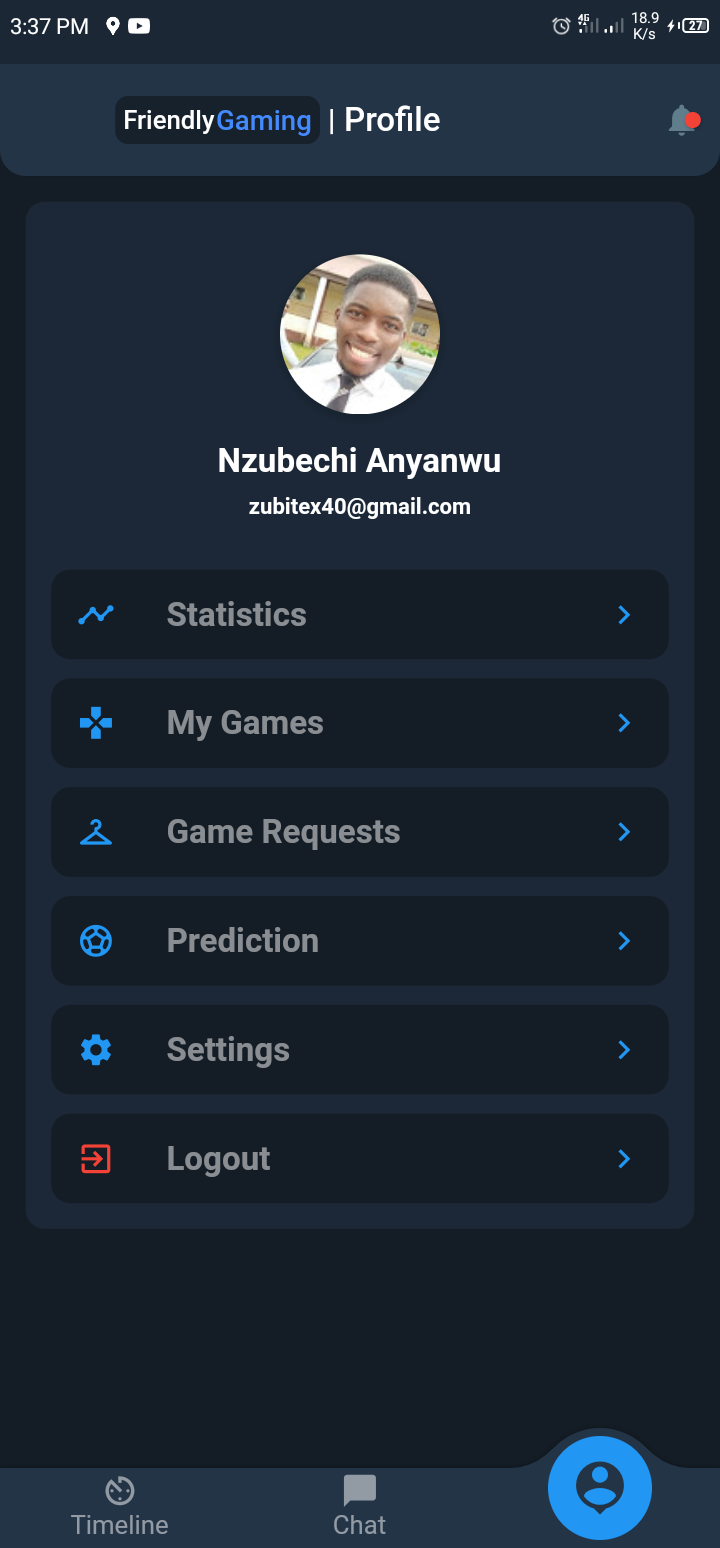 3:37 PM 4G 18.9 K/s 27
FriendlyGaming | Profile
Nzubechi Anyanwu
zubitex40@gmail.com
Statistics
My Games
Game Requests
Prediction
Settings
Logout
Timeline Chat